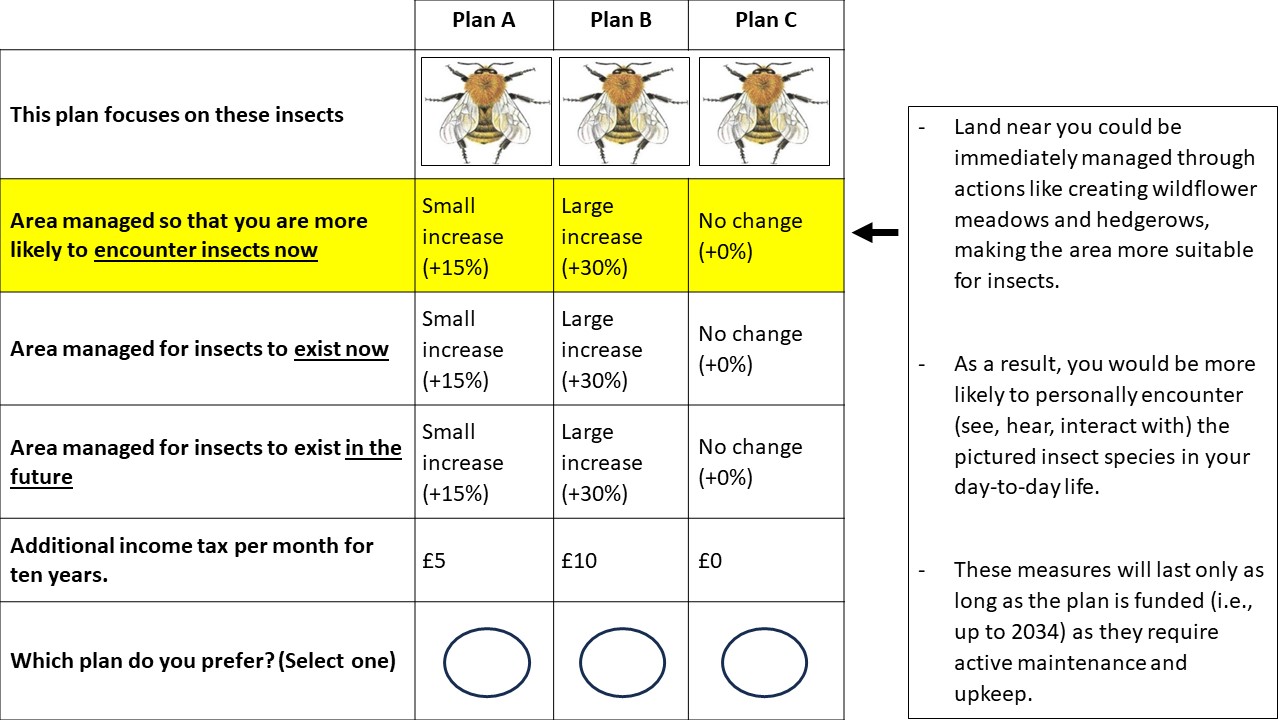 Plan A Plan B Plan C
This plan focuses on these insects
Area managed so that you are more
likely to encounter insects now
Small
increase
(+15%)
Large
increase
(+30%)
No change
(+0%)
Area managed for insects to exist now
Small
increase
(+15%)
Large
increase
(+30%)
No change
(+0%)
Area managed for insects to exist in the
future
Small
increase
(+15%)
Large
increase
(+30%)
No change
(+0%)
Additional income tax per month for
ten years.
£5
£10
£0
Which plan do you prefer? (Select one)
- Land near you could be
immediately managed through
actions like creating wildflower
meadows and hedgerows,
making the area more suitable
for insects.
- As a result, you would be more
likely to personally encounter
(see, hear, interact with) the
pictured insect species in your
day-to-day life.
- These measures will last only as
long as the plan is funded (i.e.,
up to 2034) as they require
active maintenance and
upkeep.